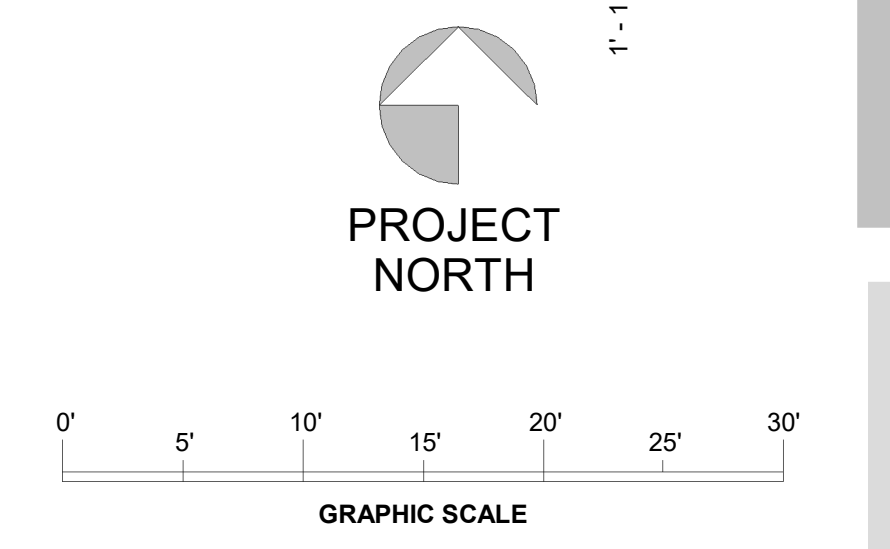 1' - 1
PROJECT
NORTH
0' 10' 20' 30'
5' 15' 25'
GRAPHIC SCALE